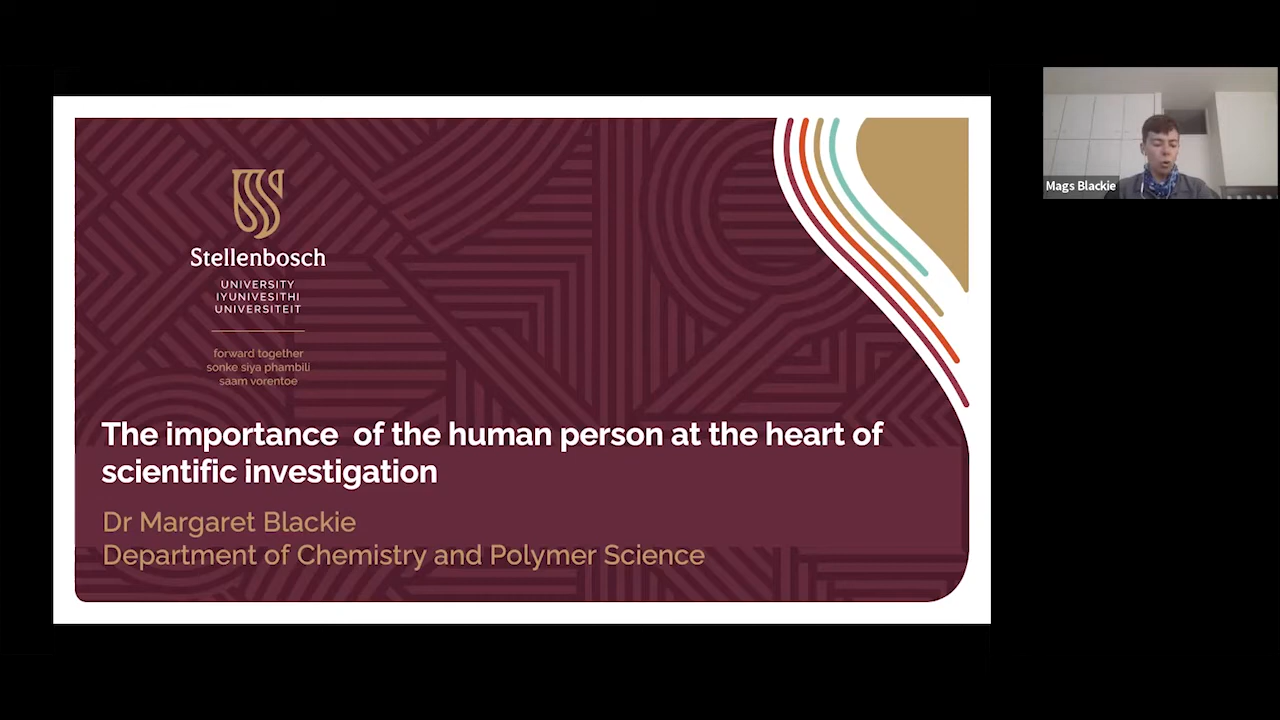 Stellenbosch
UNIVERSITY
IYUNIVESITHI
UNIVERSITEIT
forward together
sonke siya phambili
saam vorentoe
The importance  of the human person at the heart of
scientific investigation
Dr Margaret Blackie
Department of Chemistry and Polymer Science
Mags Blackie